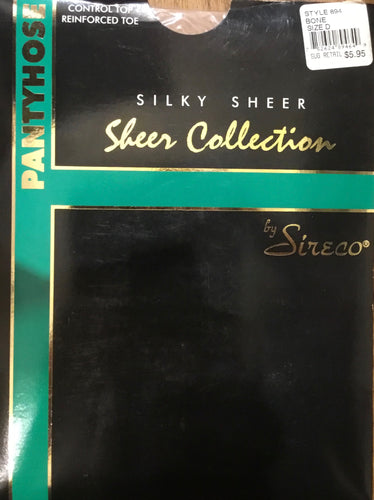 CONTROL TOP
REINFORCED TOE
STYLE 894
BONE
SIZE D
SUG RETAIL $5.95
PANTYHOSE
SILKY SHEER
Sheer Collection
by Sireco®